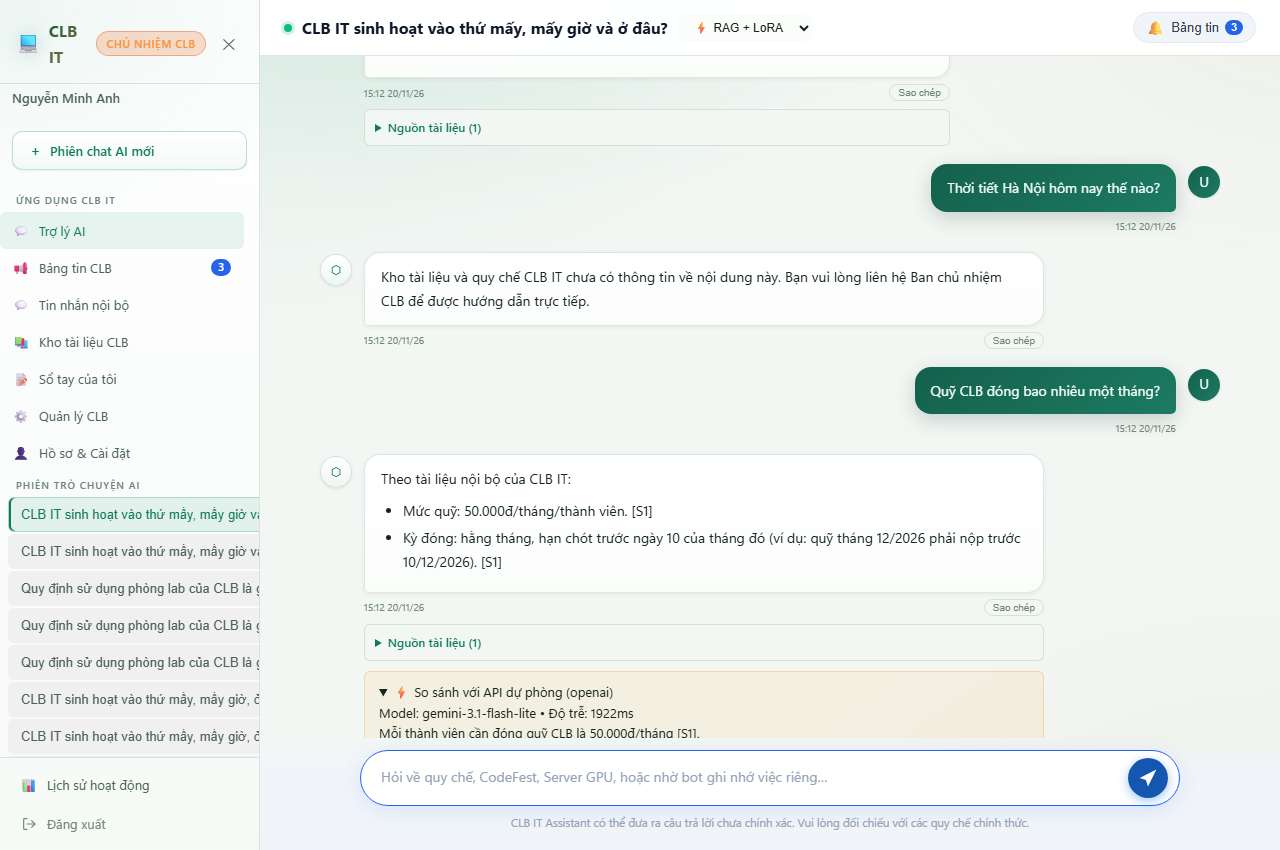 CLB IT
CHỦ NHIỆM CLB
Nguyễn Minh Anh
+ Phiên chat AI mới
ỨNG DỤNG CLB IT
Trợ lý AI
Bảng tin CLB 3
Tin nhắn nội bộ
Kho tài liệu CLB
Sổ tay của tôi
Quản lý CLB
Hồ sơ & Cài đặt
PHIÊN TRÒ CHUYỆN AI
CLB IT sinh hoạt vào thứ mấy, mấy giờ và
CLB IT sinh hoạt vào thứ mấy, mấy giờ và
Quy định sử dụng phòng lab của CLB là g
Quy định sử dụng phòng lab của CLB là g
Quy định sử dụng phòng lab của CLB là g
CLB IT sinh hoạt vào thứ mấy, mấy giờ, ở
CLB IT sinh hoạt vào thứ mấy, mấy giờ, ở
Lịch sử hoạt động
Đăng xuất
CLB IT sinh hoạt vào thứ mấy, mấy giờ và ở đâu?
RAG + LoRA
Bảng tin 3
15:12 20/11/26
Sao chép
Nguồn tài liệu (1)
Thời tiết Hà Nội hôm nay thế nào?
U
15:12 20/11/26
Kho tài liệu và quy chế CLB IT chưa có thông tin về nội dung này. Bạn vui lòng liên hệ Ban chủ nhiệm
CLB để được hướng dẫn trực tiếp.
15:12 20/11/26
Sao chép
Quỹ CLB đóng bao nhiêu một tháng?
U
15:12 20/11/26
Theo tài liệu nội bộ của CLB IT:
• Mức quỹ: 50.000đ/tháng/thành viên. [S1]
• Kỳ đóng: hằng tháng, hạn chót trước ngày 10 của tháng đó (ví dụ: quỹ tháng 12/2026 phải nộp trước
10/12/2026). [S1]
15:12 20/11/26
Sao chép
Nguồn tài liệu (1)
So sánh với API dự phòng (openai)
Model: gemini-3.1-flash-lite • Độ trễ: 1922ms
Mỗi thành viên cần đóng quỹ CLB là 50.000đ/tháng [S1].
Hỏi về quy chế, CodeFest, Server GPU, hoặc nhờ bot ghi nhớ việc riêng...
CLB IT Assistant có thể đưa ra câu trả lời chưa chính xác. Vui lòng đối chiếu với các quy chế chính thức.